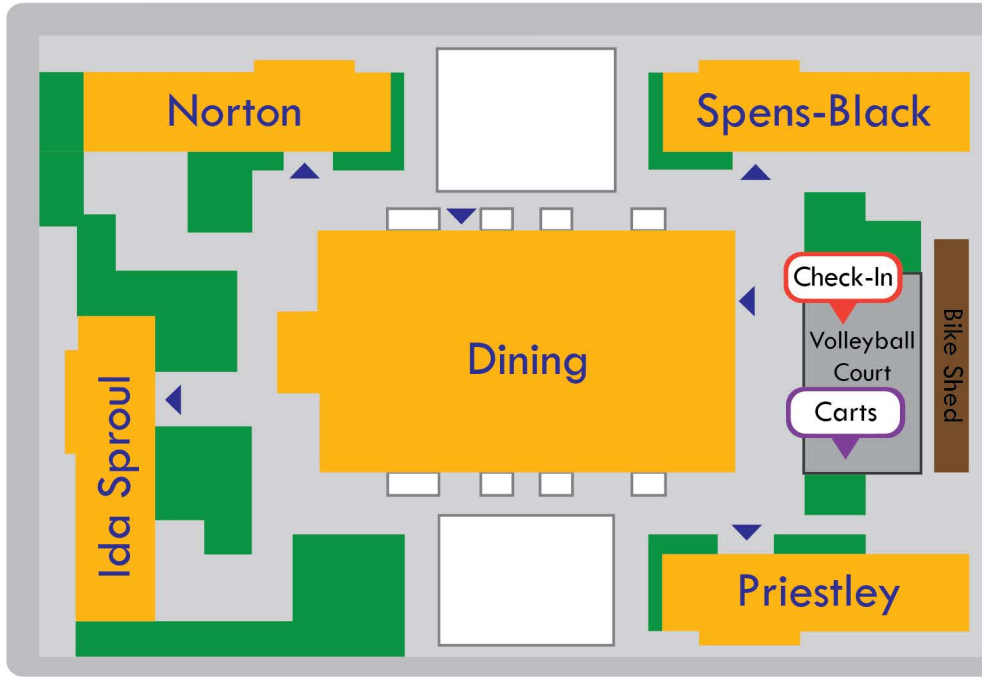 Norton
Spens-Black
Check-In
Volleyball
Court
Carts
Bike Shed
Dining
Ida Sproul
Priestley